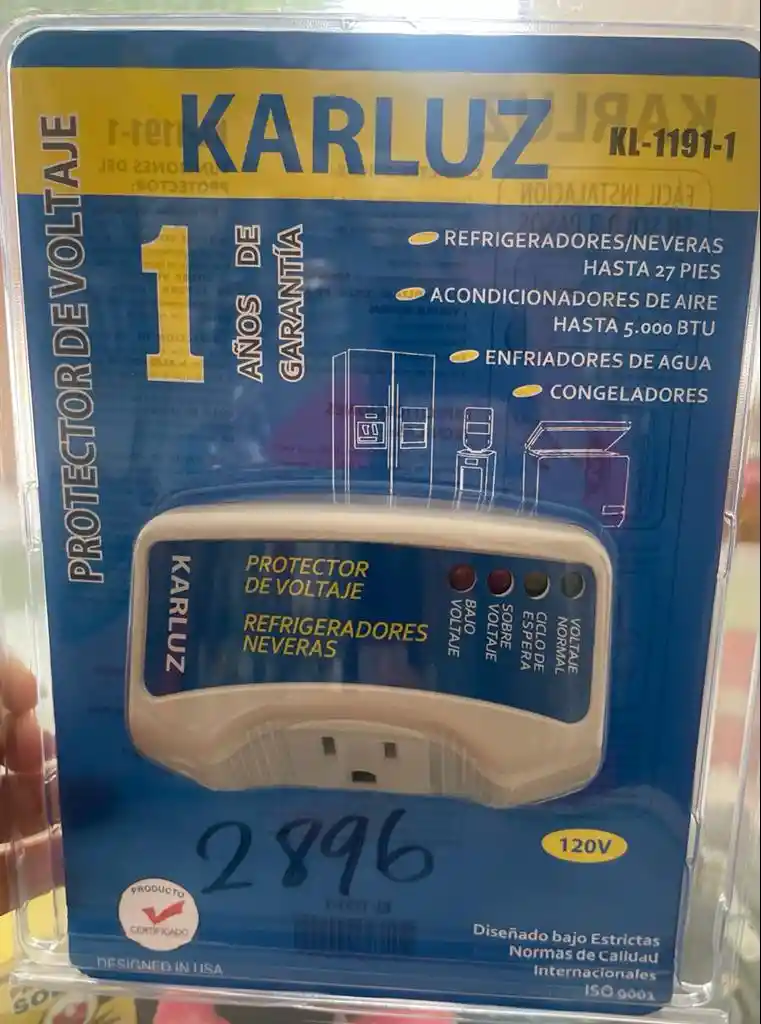 KARLUZ
KL-1191-1
PROTECTOR DE VOLTAJE
1
AÑOS DE
GARANTÍA
REFRIGERADORES/NEVERAS
HASTA 27 PIES
ACONDICIONADORES DE AIRE
HASTA 5.000 BTU
ENFRIADORES DE AGUA
CONGELADORES
KARLUZ
PROTECTOR
DE VOLTAJE
REFRIGERADORES
NEVERAS
BAJO
VOLTAJE
SOBRE
VOLTAJE
CICLO DE
ESPERA
VOLTAJE
NORMAL
2896
120V
PRODUCTO
CERTIFICADO
DESIGNED IN USA
Diseñado bajo Estrictas
Normas de Calidad
Internacionales
ISO 9001